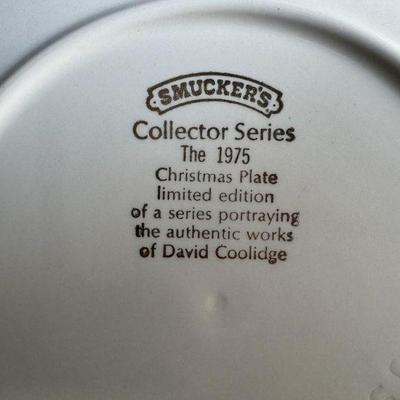 SMUCKER'S
Collector Series
The 1975
Christmas Plate
limited edition
of a series portraying
the authentic works
of David Coolidge